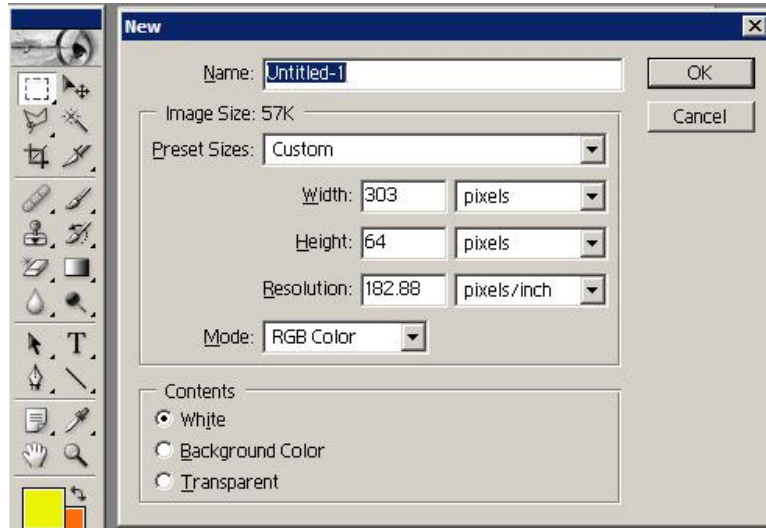 New
Name: Untitled-1
OK
Image Size: 57K
Cancel
Preset Sizes: Custom
Width: 303 pixels
Height: 64 pixels
Resolution: 182.88 pixels/inch
Mode: RGB Color
Contents
White
Background Color
Transparent
T